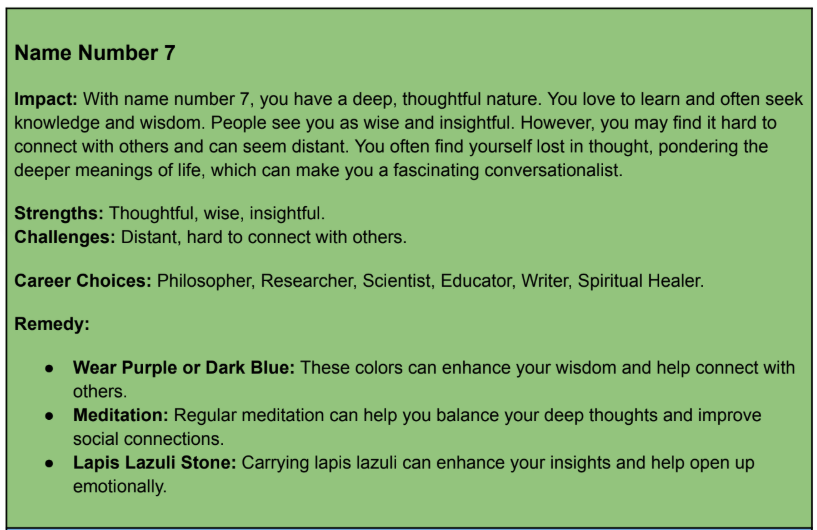 Name Number 7
Impact: With name number 7, you have a deep, thoughtful nature. You love to learn and often seek
knowledge and wisdom. People see you as wise and insightful. However, you may find it hard to
connect with others and can seem distant. You often find yourself lost in thought, pondering the
deeper meanings of life, which can make you a fascinating conversationalist.
Strengths: Thoughtful, wise, insightful.
Challenges: Distant, hard to connect with others.
Career Choices: Philosopher, Researcher, Scientist, Educator, Writer, Spiritual Healer.
Remedy:
● Wear Purple or Dark Blue: These colors can enhance your wisdom and help connect with
others.
● Meditation: Regular meditation can help you balance your deep thoughts and improve
social connections.
● Lapis Lazuli Stone: Carrying lapis lazuli can enhance your insights and help open up
emotionally.